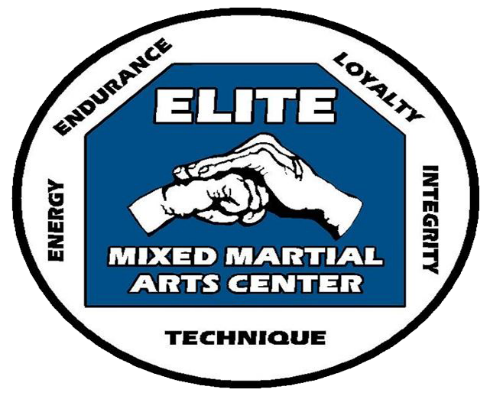 ENERGY
ENDURANCE
LOYALTY
INTEGRITY
ELITE
MIXED MARTIAL
ARTS CENTER
TECHNIQUE